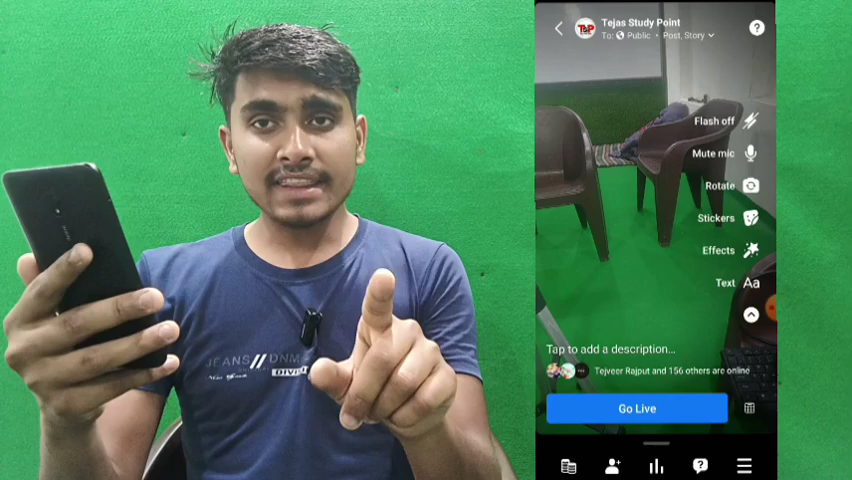 JEANS // DNM
DIVI
T&P
Tejas Study Point
To: Public • Post, Story
?
Flash off
Mute mic
Rotate
Stickers
Effects
Text Aa
Tap to add a description...
Tejveer Rajput and 156 others are online
Go Live